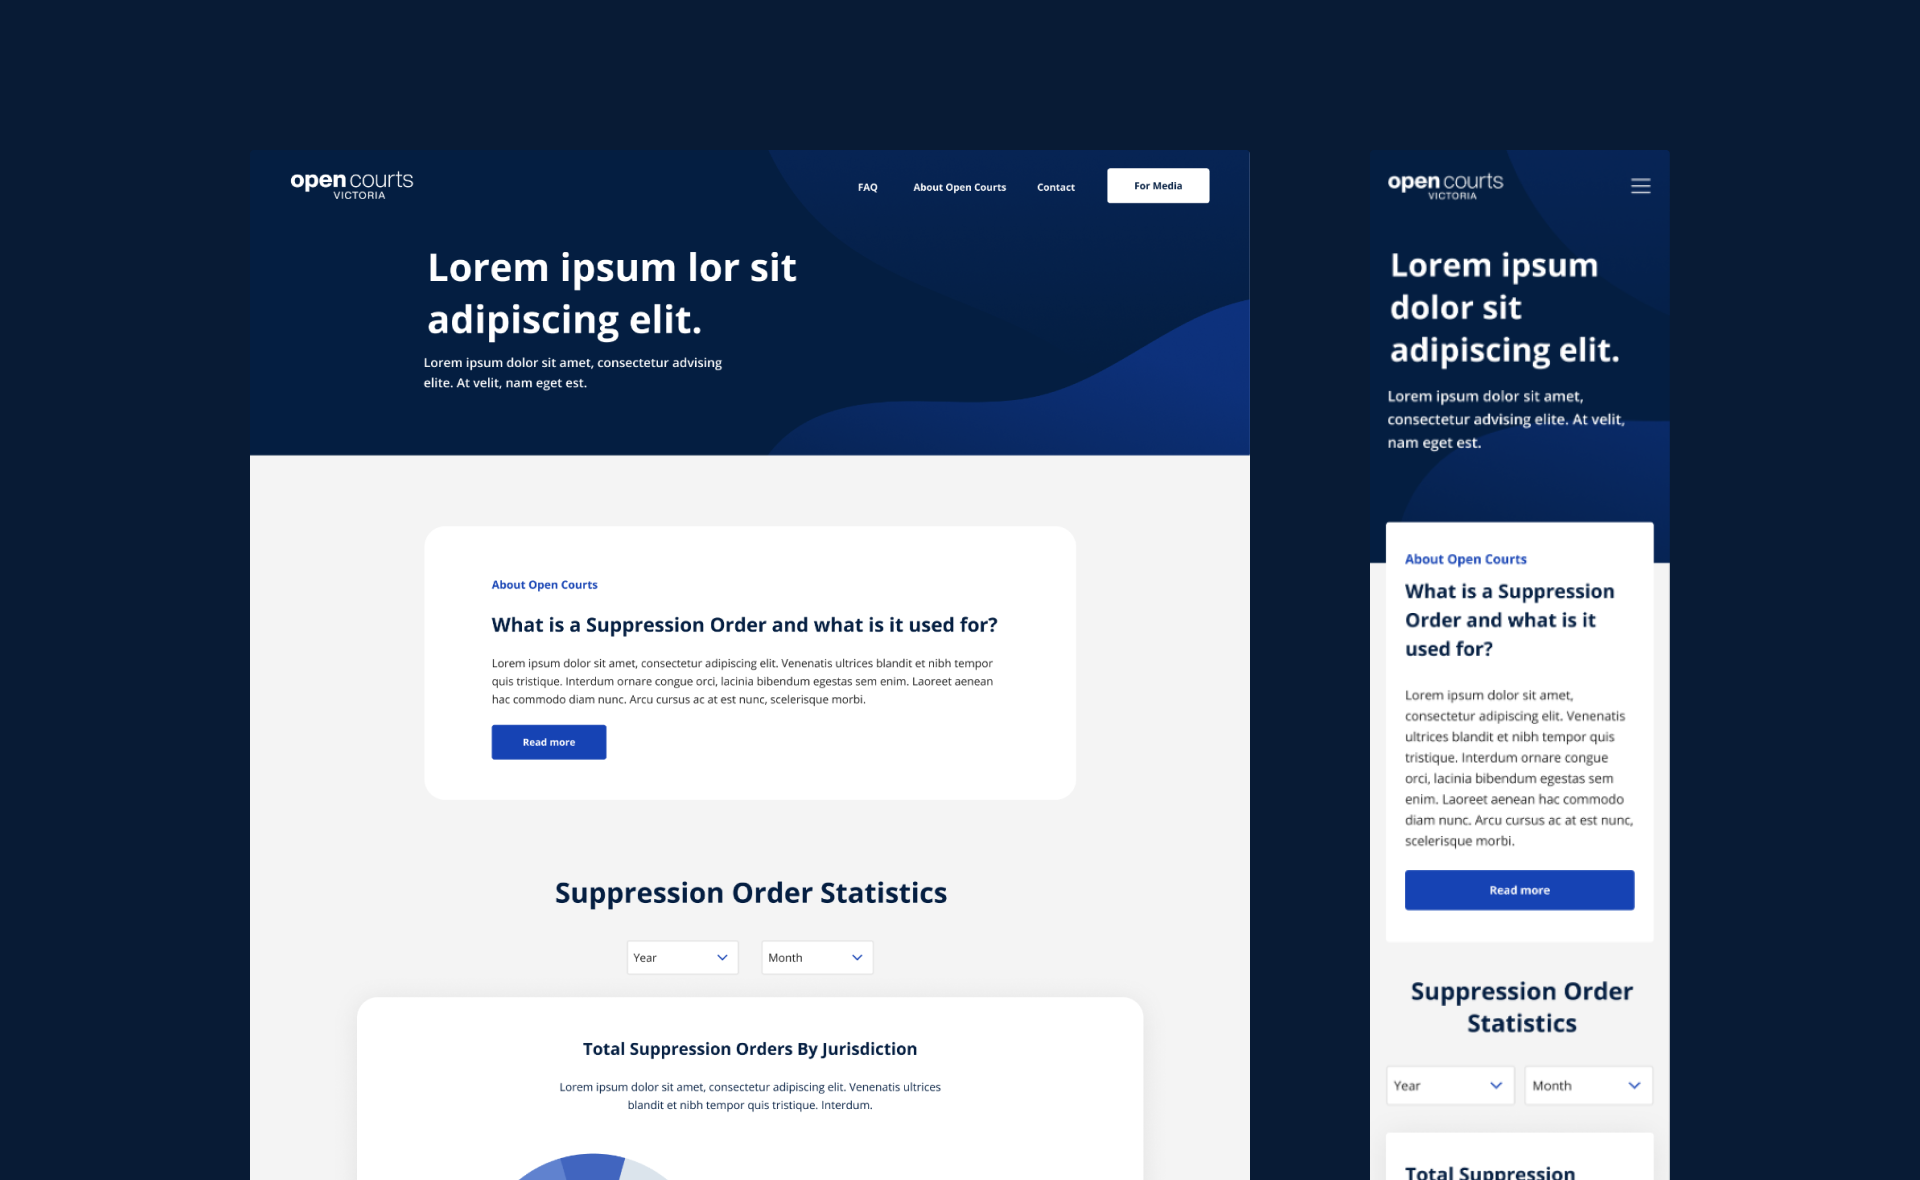 open courts
VICTORIA
FAQ
About Open Courts
Contact
For Media
Lorem ipsum lor sit
adipiscing elit.
Lorem ipsum dolor sit amet, consectetur advising
elite. At velit, nam eget est.
About Open Courts
What is a Suppression Order and what is it used for?
Lorem ipsum dolor sit amet, consectetur adipiscing elit. Venenatis ultrices blandit et nibh tempor
quis tristique. Interdum ornare congue orci, lacinia bibendum egestas sem enim. Laoreet aenean
hac commodo diam nunc. Arcu cursus ac at est nunc, scelerisque morbi.
Read more
Suppression Order Statistics
Year
Month
Total Suppression Orders By Jurisdiction
Lorem ipsum dolor sit amet, consectetur adipiscing elit. Venenatis ultrices
blandit et nibh tempor quis tristique. Interdum.
open courts
VICTORIA
Lorem ipsum
dolor sit
adipiscing elit.
Lorem ipsum dolor sit amet,
consectetur advising elite. At velit,
nam eget est.
About Open Courts
What is a Suppression
Order and what is it
used for?
Lorem ipsum dolor sit amet,
consectetur adipiscing elit. Venenatis
ultrices blandit et nibh tempor quis
tristique. Interdum ornare congue
orci, lacinia bibendum egestas sem
enim. Laoreet aenean hac commodo
diam nunc. Arcu cursus ac at est nunc,
scelerisque morbi.
Read more
Suppression Order
Statistics
Year
Month
Total Suppression